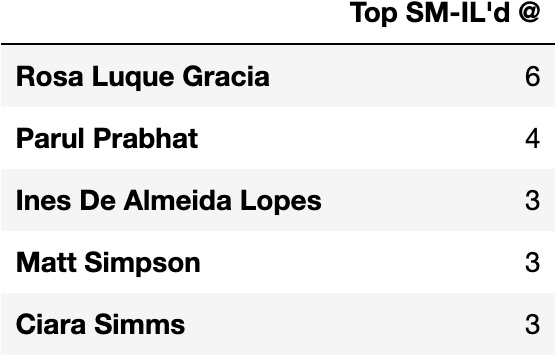 Top SM-IL'd @
Rosa Luque Gracia 6
Parul Prabhat 4
Ines De Almeida Lopes 3
Matt Simpson 3
Ciara Simms 3